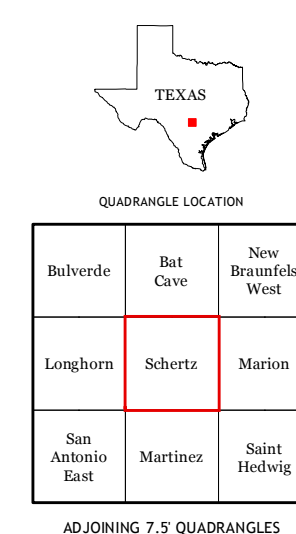 TEXAS
QUADRANGLE LOCATION
Bulverde
Bat
Cave
New
Braunfels
West
Longhorn
Schertz
Marion
San
Antonio
East
Martinez
Saint
Hedwig
ADJOINING 7.5' QUADRANGLES